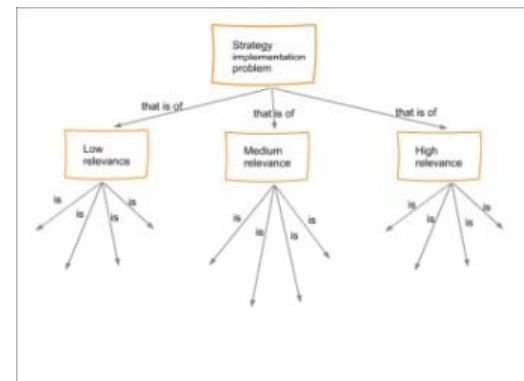 Strategy
implementation
problem
that is of
that is of
that is of
Low
relevance
Medium
relevance
High
relevance
is
is
is
is
is
is
is
is
is
is
is
is